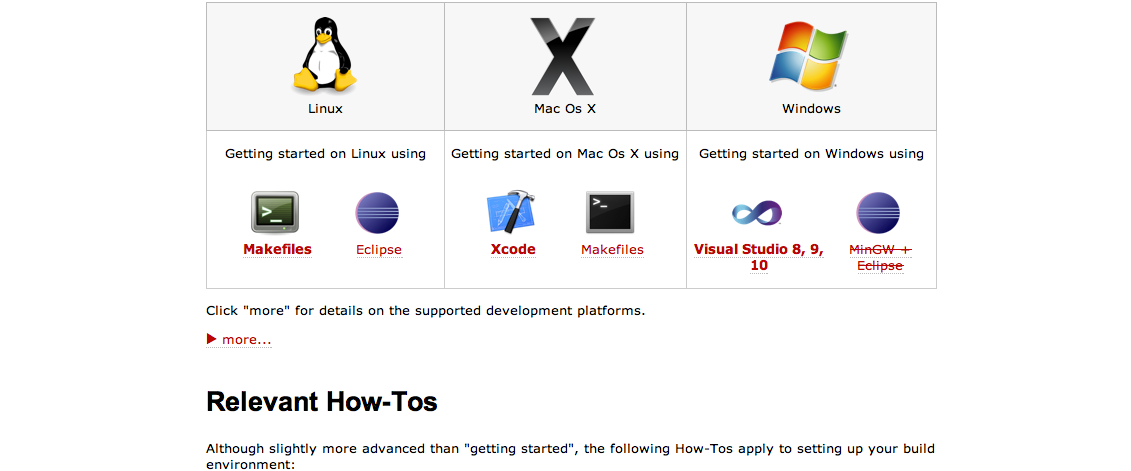 Linux
Mac Os X
Windows
Getting started on Linux using
Getting started on Mac Os X using
Getting started on Windows using
>_
>_
Makefiles
Eclipse
Xcode
Makefiles
Visual Studio 8, 9,
10
MinGW +
Eclipse
Click "more" for details on the supported development platforms.
▶ more...
Relevant How-Tos
Although slightly more advanced than "getting started", the following How-Tos apply to setting up your build
environment: